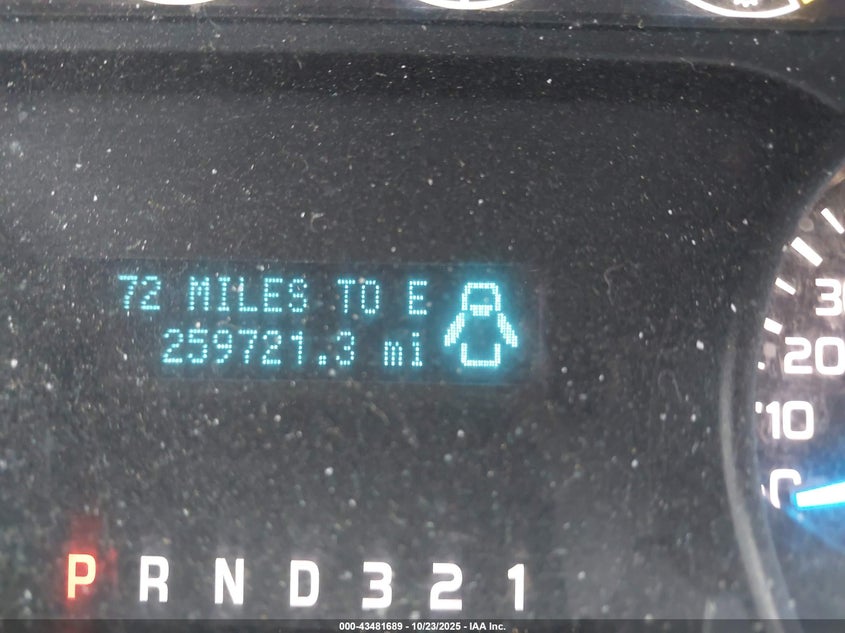 72 MILES TO E
259721.3 mi
30
20
10
0
P R N D 3 2 1
000-43481689 - 10/23/2025 - IAA Inc.